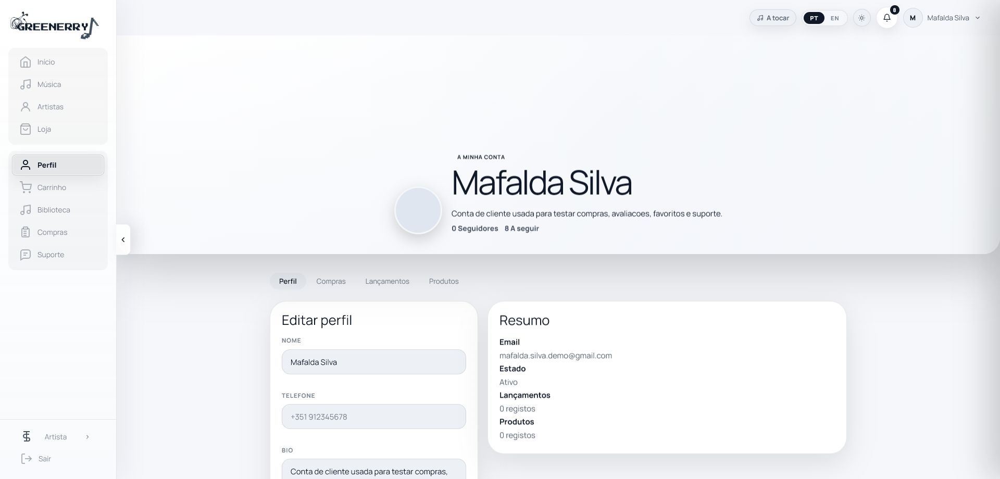 GREENERRY
A tocar
PT EN
8
M
Mafalda Silva
Início
Música
Artistas
Loja
Perfil
Carrinho
Biblioteca
Compras
Suporte
Artista
Sair
A MINHA CONTA
Mafalda Silva
Conta de cliente usada para testar compras, avaliacoes, favoritos e suporte.
0 Seguidores 8 A seguir
Perfil Compras Lançamentos Produtos
Editar perfil
NOME
Mafalda Silva
TELEFONE
+351 912345678
BIO
Conta de cliente usada para testar compras,
Resumo
Email
mafalda.silva.demo@gmail.com
Estado
Ativo
Lançamentos
0 registos
Produtos
0 registos